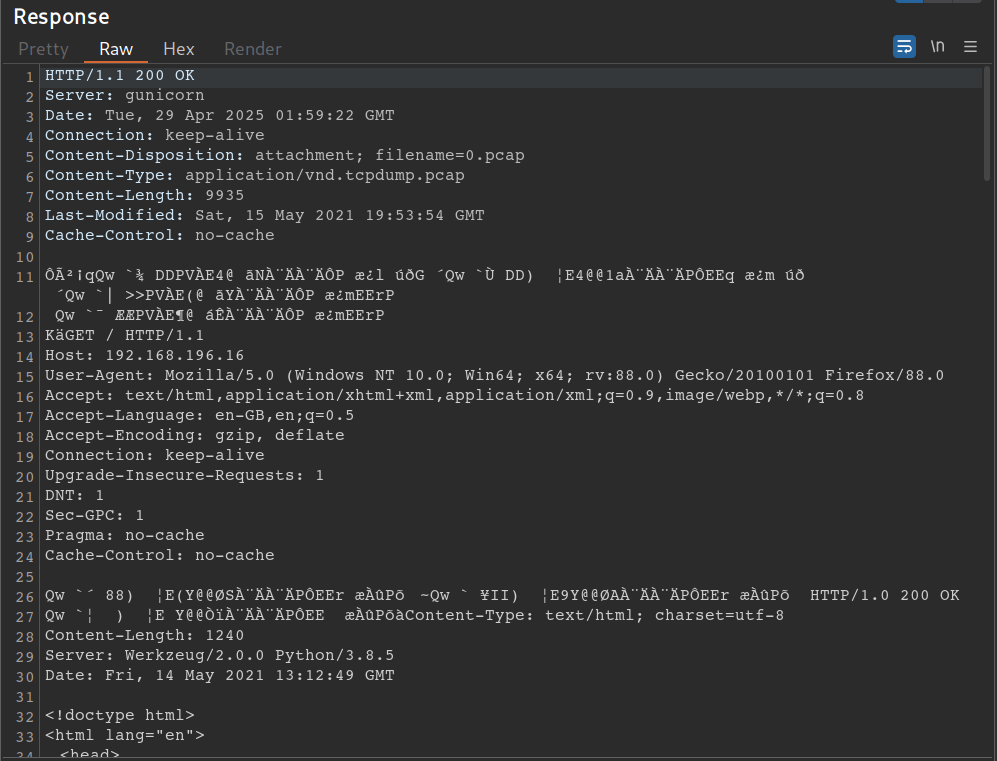 Response
Pretty Raw Hex Render \n
1 HTTP/1.1 200 OK
2 Server: gunicorn
3 Date: Tue, 29 Apr 2025 01:59:22 GMT
4 Connection: keep-alive
5 Content-Disposition: attachment; filename=0.pcap
6 Content-Type: application/vnd.tcpdump.pcap
7 Content-Length: 9935
8 Last-Modified: Sat, 15 May 2021 19:53:54 GMT
9 Cache-Control: no-cache
10
11 ÔÃ²¡qQw `¾ DDPVÀE4@ ãNÀ¨ÄÀ¨ÄÔP æ¿l úðG ´Qw `Ù DD) ¦E4@@1aÀ¨ÄÀ¨ÄPÔEEq æ¿m úð
´Qw `| >>PVÀE(@ ãYÀ¨ÄÀ¨ÄÔP æ¿mEErP
12 Qw `¯ ÆÆPVÀE¶@ áÊÀ¨ÄÀ¨ÄÔP æ¿mEErP
13 KäGET / HTTP/1.1
14 Host: 192.168.196.16
15 User-Agent: Mozilla/5.0 (Windows NT 10.0; Win64; x64; rv:88.0) Gecko/20100101 Firefox/88.0
16 Accept: text/html,application/xhtml+xml,application/xml;q=0.9,image/webp,*/*;q=0.8
17 Accept-Language: en-GB,en;q=0.5
18 Accept-Encoding: gzip, deflate
19 Connection: keep-alive
20 Upgrade-Insecure-Requests: 1
21 DNT: 1
22 Sec-GPC: 1
23 Pragma: no-cache
24 Cache-Control: no-cache
25
26 Qw `´ 88) ¦E(Y@@ØSÀ¨ÄÀ¨ÄPÔEEr æÀûPõ ~Qw ` ¥II) ¦E9Y@@ØAÀ¨ÄÀ¨ÄPÔEEr æÀûPõ HTTP/1.0 200 OK
27 Qw `¦ ) ¦E Y@@ÒïÀ¨ÄÀ¨ÄPÔEE æÀûPõàContent-Type: text/html; charset=utf-8
28 Content-Length: 1240
29 Server: Werkzeug/2.0.0 Python/3.8.5
30 Date: Fri, 14 May 2021 13:12:49 GMT
31
32 <!doctype html>
33 <html lang="en">
34 <head>